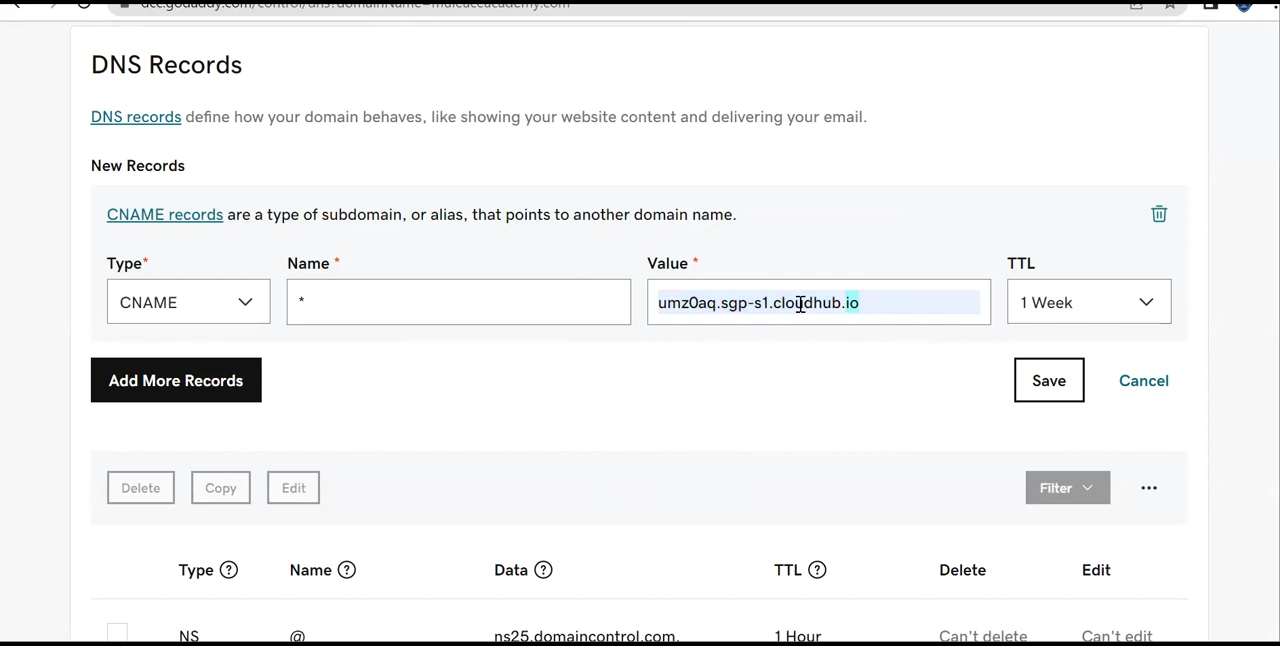 DNS Records
DNS records define how your domain behaves, like showing your website content and delivering your email.
New Records
CNAME records are a type of subdomain, or alias, that points to another domain name.
Type* Name * Value * TTL
CNAME * umz0aq.sgp-s1.cloudhub.io 1 Week
Add More Records Save Cancel
Delete Copy Edit Filter
Type ? Name ? Data ? TTL ? Delete Edit
NS @ ns25.domaincontrol.com. 1 Hour Can't delete Can't edit